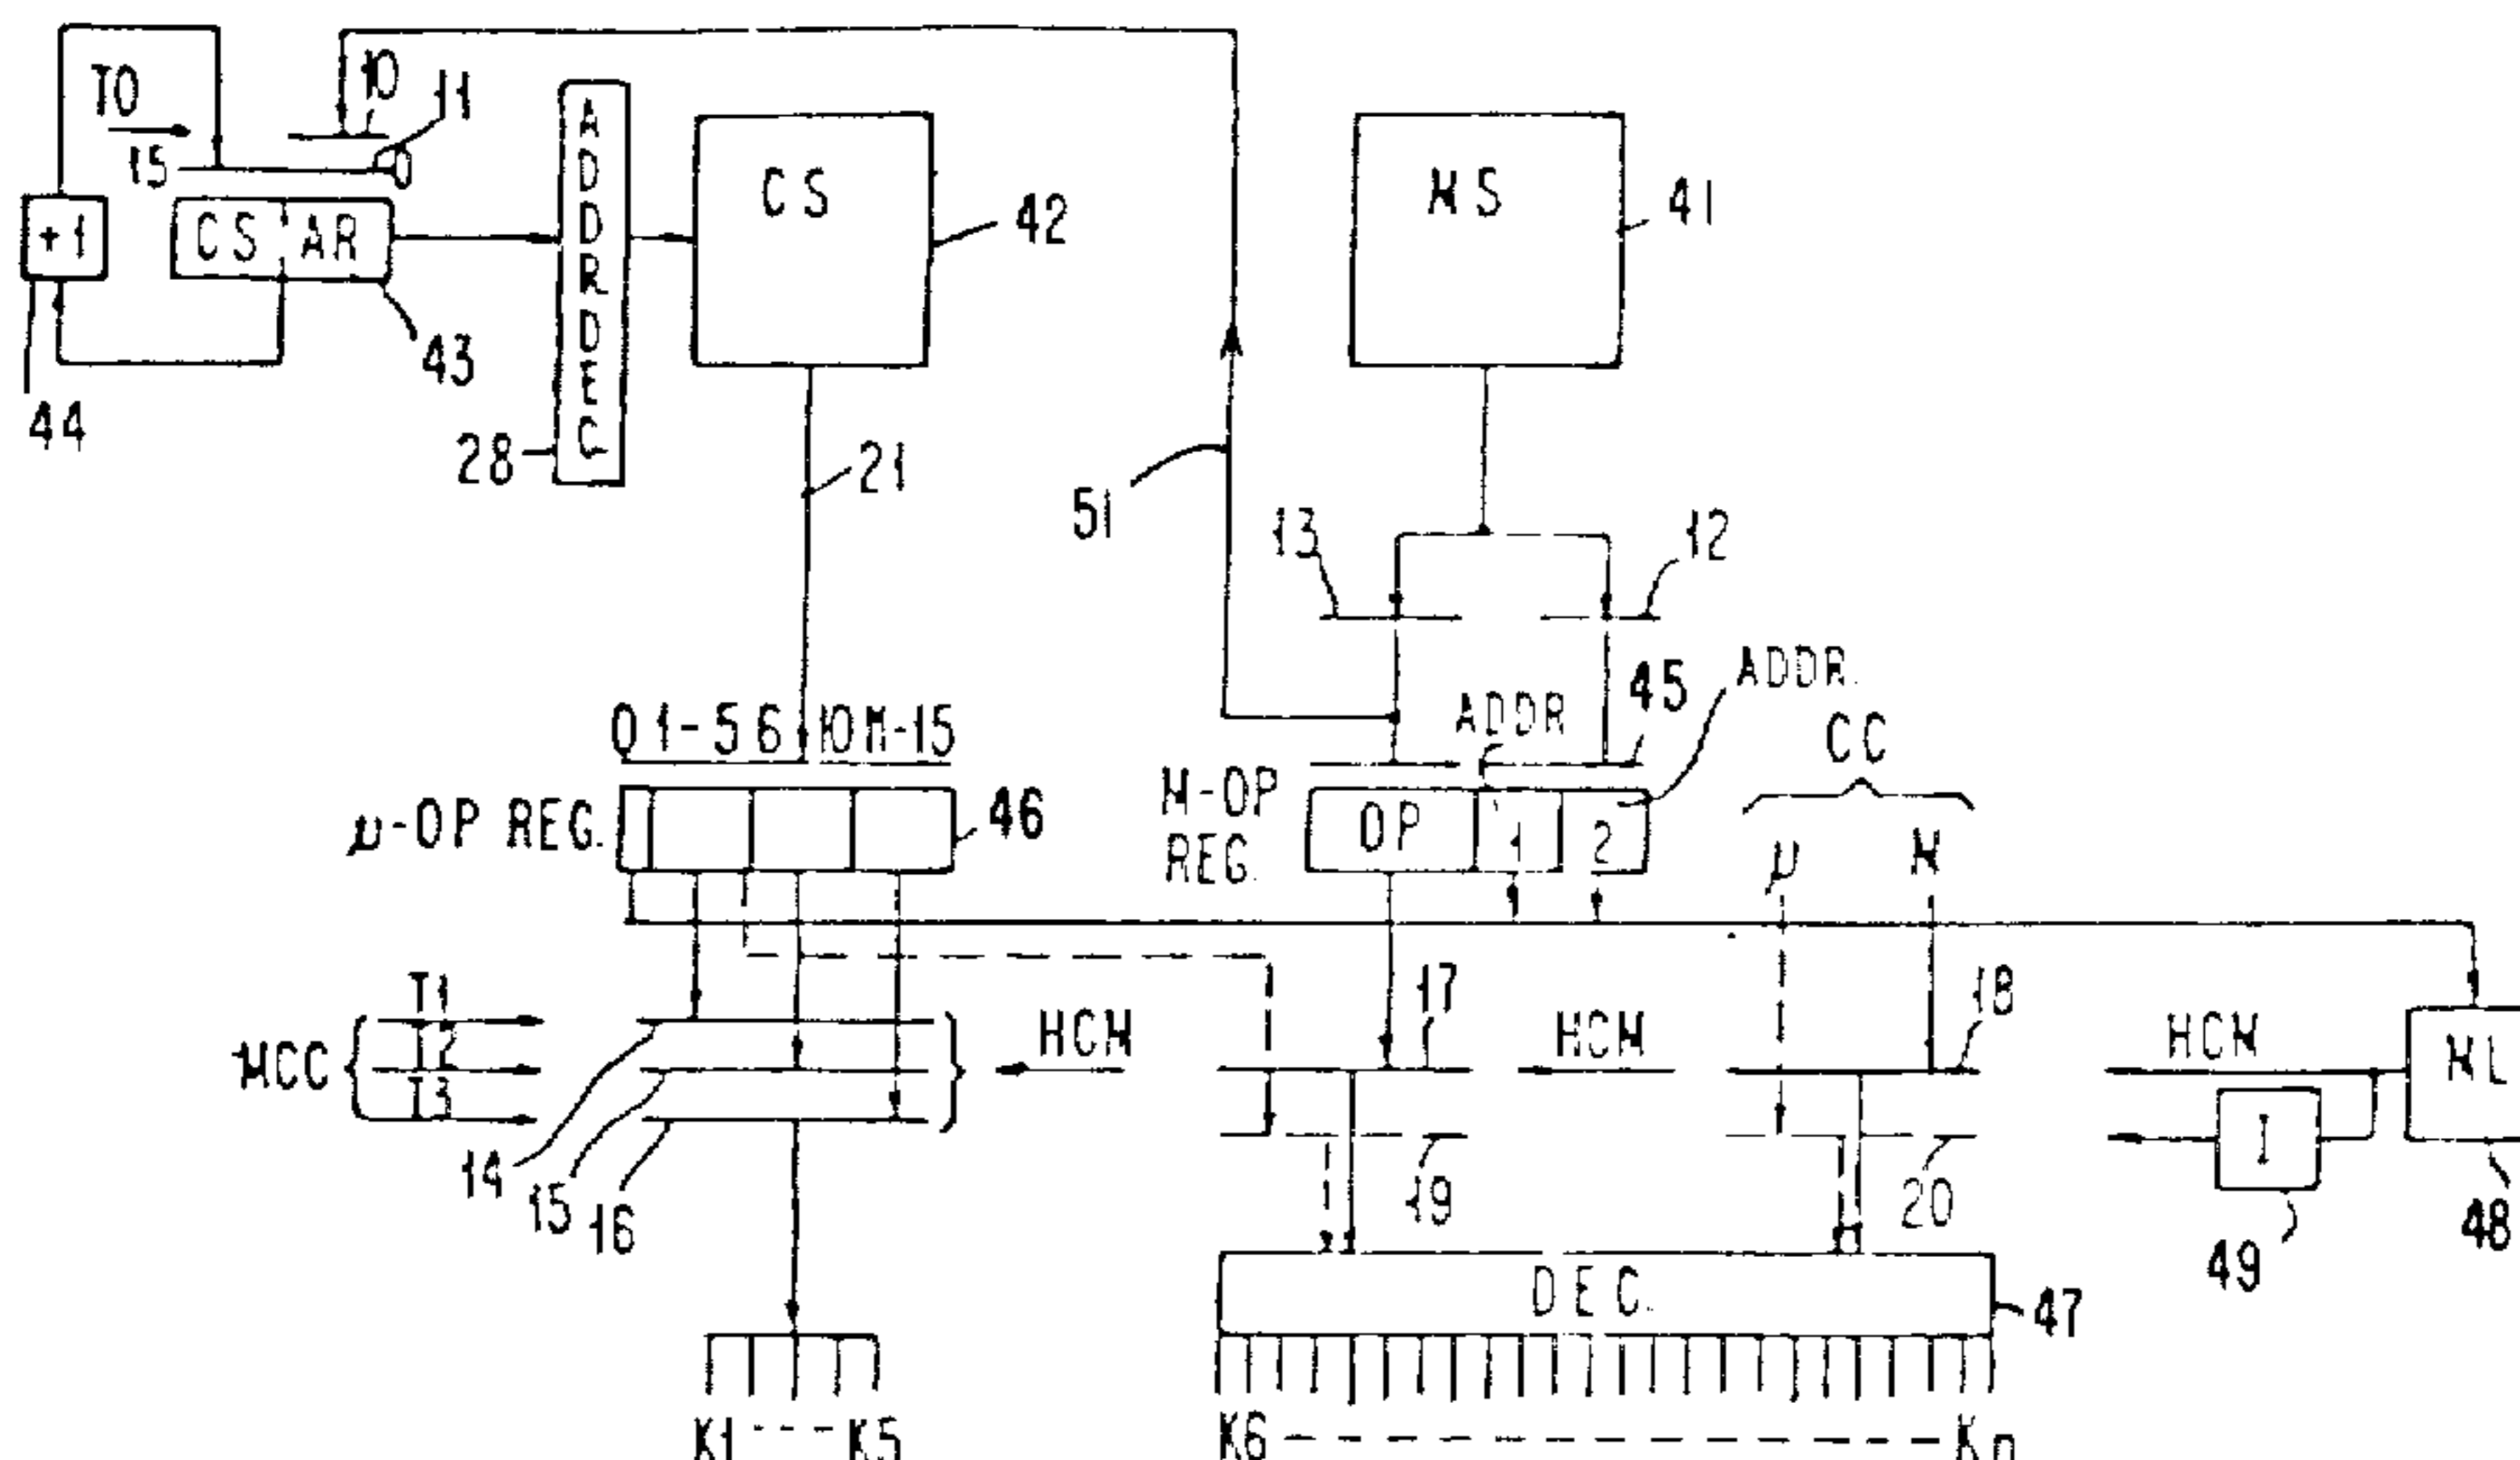 T0
10
11
15
0
+1
CS AR
ADDRDEC
CS
MS
42
41
43
44
28
21
51
13
12
ADDR.
ADDR
45
CC
0 1-5 6 10 11-15
μ-OP REG.
46
M-OP
REG.
OP
1
2
μ
M
17
18
T1
T2
T3
MCC
HCM
HCM
HCM
ML
I
14
15
16
19
20
48
49
DEC.
47
K1 --- K5
K6 --- Kn